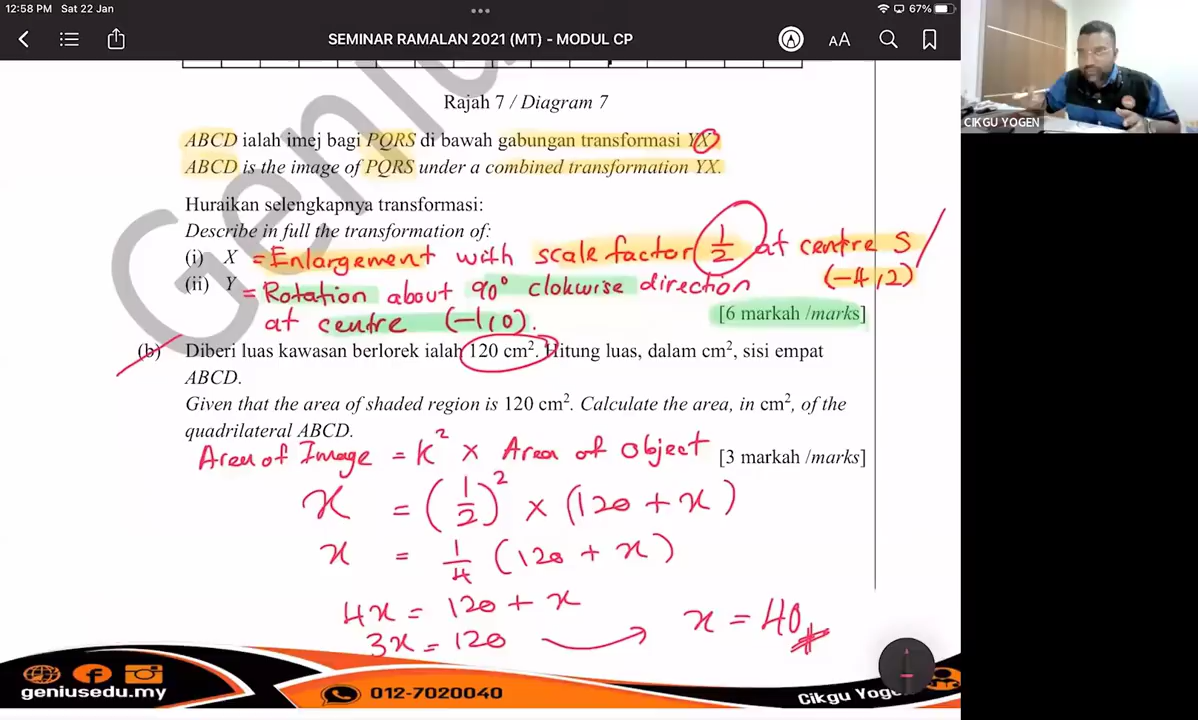 12:58 PM Sat 22 Jan
67%
SEMINAR RAMALAN 2021 (MT) - MODUL CP
AA
CIKGU YOGEN
Genius
Rajah 7 / Diagram 7
ABCD ialah imej bagi PQRS di bawah gabungan transformasi YX
ABCD is the image of PQRS under a combined transformation YX.
Huraikan selengkapnya transformasi:
Describe in full the transformation of:
(i) X = Enlargement with scale factor 1/2 at centre S
(-4,2)
(ii) Y = Rotation about 90° clokwise direction
at centre (-1,0).
[6 markah /marks]
(b) Diberi luas kawasan berlorek ialah 120 cm². Hitung luas, dalam cm², sisi empat
ABCD.
Given that the area of shaded region is 120 cm². Calculate the area, in cm², of the
quadrilateral ABCD.
Area of Image = K² × Area of Object [3 markah /marks]
x = (1/2)² × (120 + x)
x = 1/4 (120 + x)
4x = 120 + x
3x = 120
x = 40
geniusedu.my
012-7020040
Cikgu Yoge